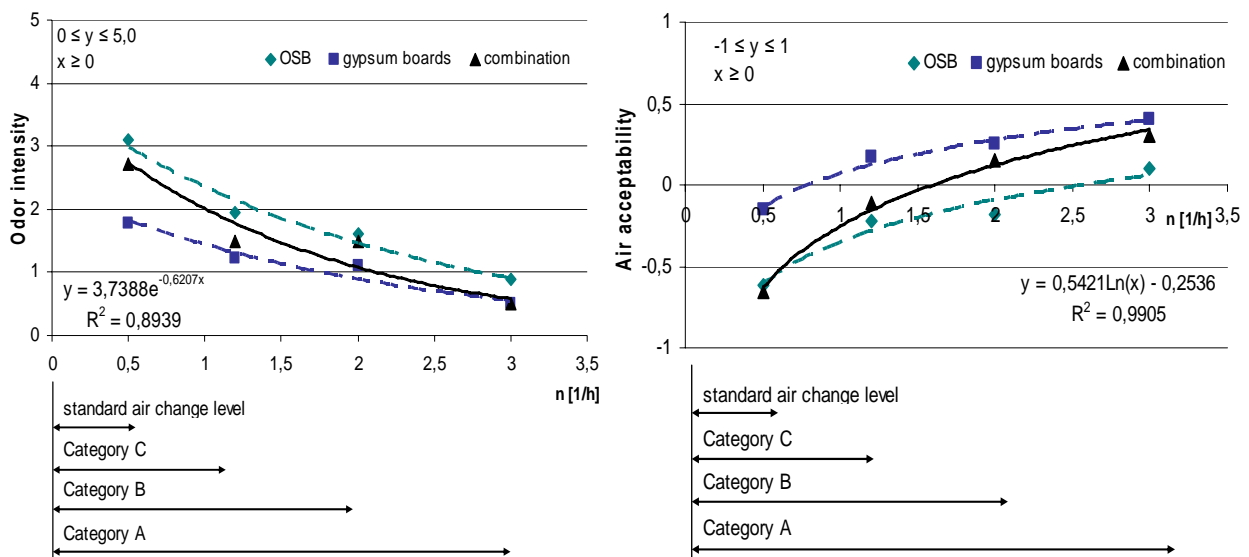 5
4
3
2
1
0
Odor intensity
0 ≤ y ≤ 5,0
x ≥ 0
OSB gypsum boards combination
y = 3,7388e^-0,6207x
R² = 0,8939
0 0,5 1 1,5 2 2,5 3 3,5
n [1/h]
standard air change level
Category C
Category B
Category A
1
0,5
0
-0,5
-1
Air acceptability
-1 ≤ y ≤ 1
x ≥ 0
OSB gypsum boards combination
0 0,5 1 1,5 2 2,5 3 3,5
n [1/h]
y = 0,5421Ln(x) - 0,2536
R² = 0,9905
standard air change level
Category C
Category B
Category A